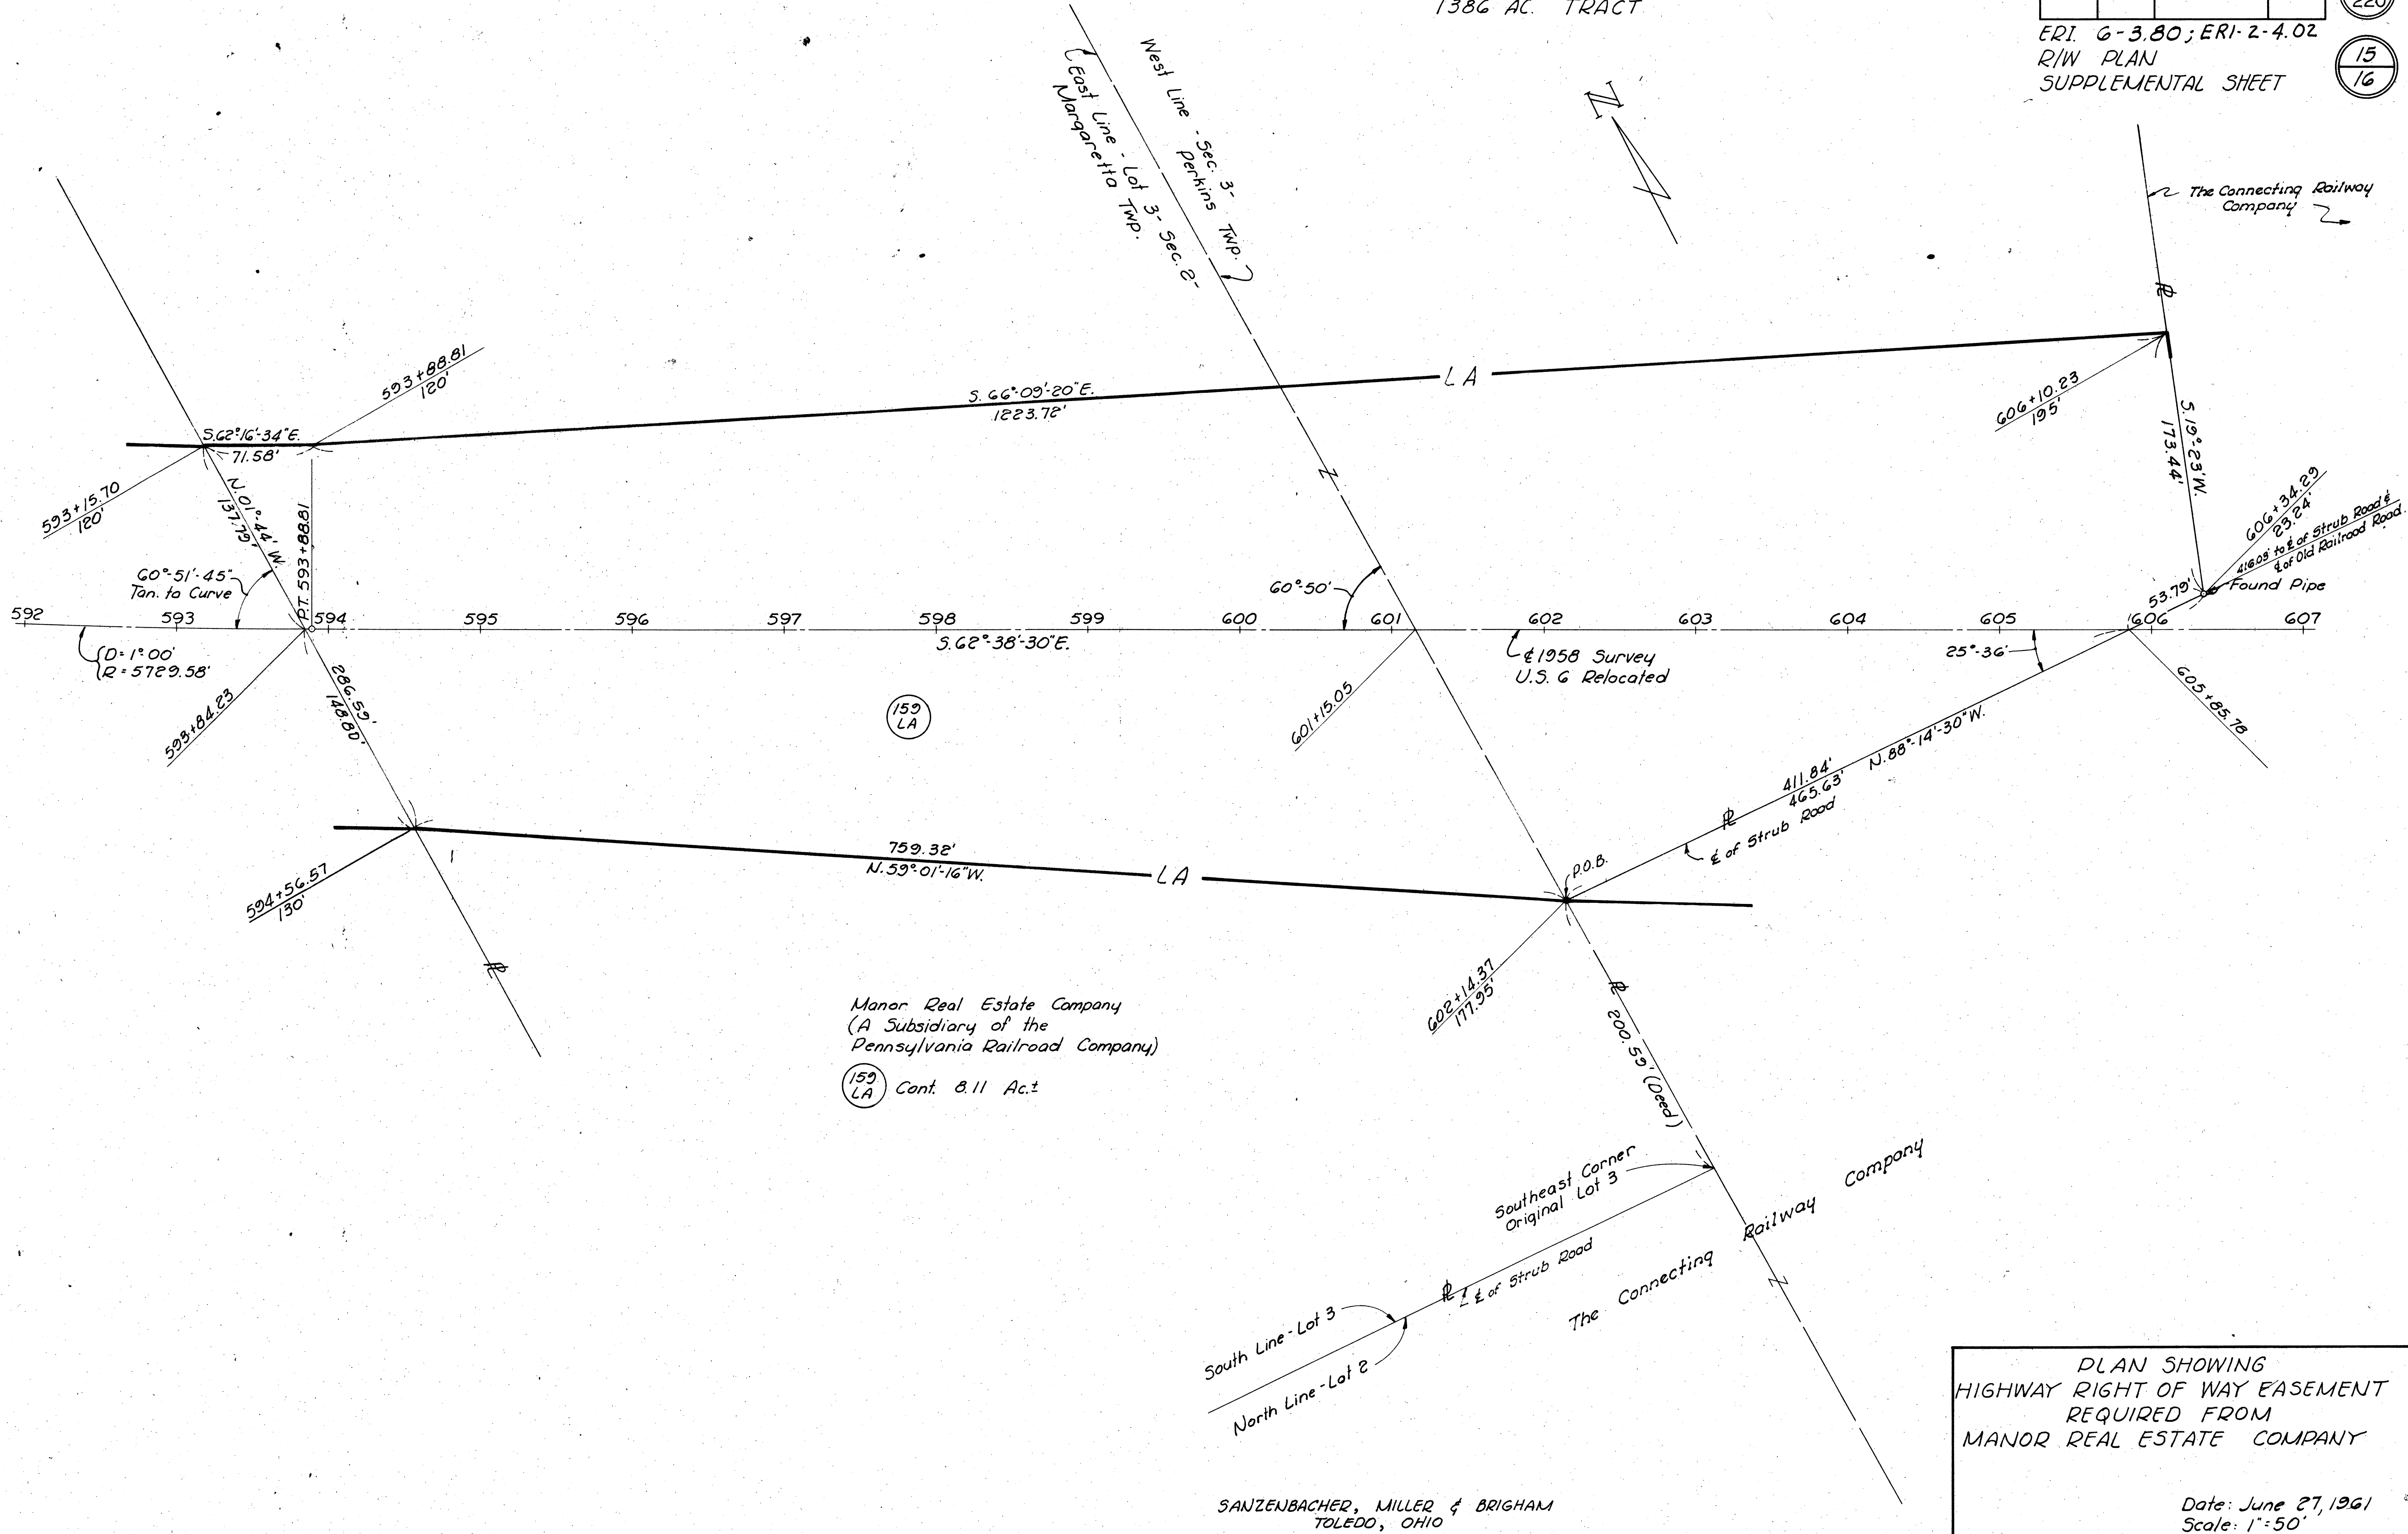 1386 AC. TRACT
220
ERI. 6-3.80; ERI-2-4.02
R/W PLAN
SUPPLEMENTAL SHEET
15
16
East Line - Lot 3 - Sec. 2 -
Margaretta Twp.
West Line - Sec. 3 -
Perkins Twp.
N
The Connecting Railway
Company
593+88.81
120'
S. 66°-09'-20"E.
1223.72'
LA
606+10.23
195'
S. 19°-23'W.
173.44'
S.62°16'-34"E.
71.58'
593+15.70
120'
N.01°-44' W.
137.79'
P.T. 593+88.81
60°-51'-45"
Tan. to Curve
60°-50'
606+34.29
23.24'
416.05' to ℄ of Strub Road &
℄ of Old Railroad Road
53.79'
Found Pipe
592 593 594 595 596 597 598 599 600 601 602 603 604 605 606 607
S.62°-38'-30"E.
D=1°00'
R=5729.58'
℄ 1958 Survey
U.S. 6 Relocated
25°-36'
593+84.23
286.59'
148.80'
159
LA
601+15.05
605+85.78
411.84'
465.63'
N.88°-14'-30"W.
℄ of Strub Road
759.32'
N.59°-01'-16"W.
LA
P.O.B.
594+56.57
130'
602+14.37
177.95'
200.59' (Deed)
Manor Real Estate Company
(A Subsidiary of the
Pennsylvania Railroad Company)
159
LA
Cont. 8.11 Ac.±
Southeast Corner
Original Lot 3
℄ of Strub Road
The Connecting Railway Company
South Line - Lot 3
North Line - Lot 2
PLAN SHOWING
HIGHWAY RIGHT OF WAY EASEMENT
REQUIRED FROM
MANOR REAL ESTATE COMPANY
Date: June 27, 1961
Scale: 1"=50'
SANZENBACHER, MILLER & BRIGHAM
TOLEDO, OHIO